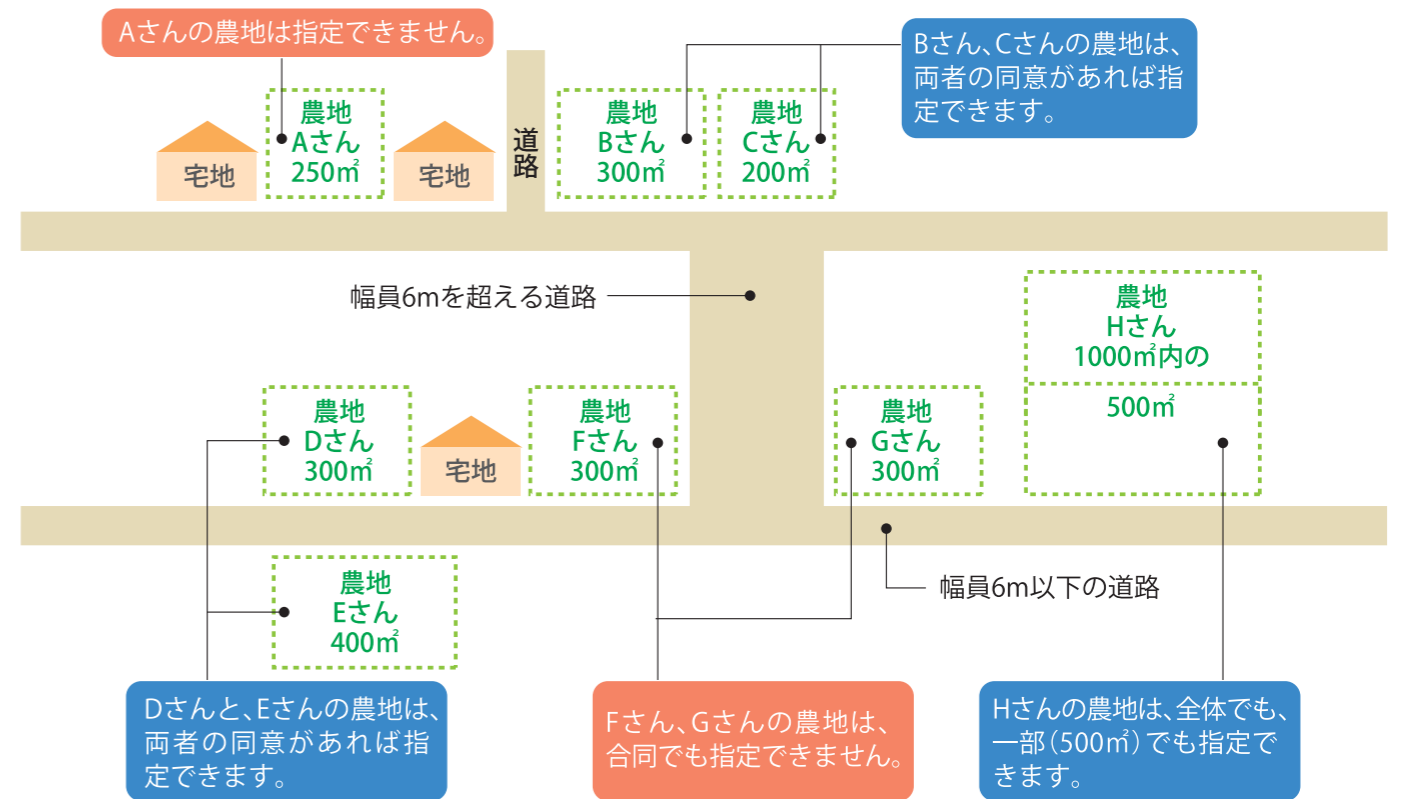 Aさんの農地は指定できません。
Bさん、Cさんの農地は、
両者の同意があれば指
定できます。
農地
Aさん
250㎡
宅地
宅地
道路
農地
Bさん
300㎡
農地
Cさん
200㎡
幅員6mを超える道路
農地
Hさん
1000㎡内の
500㎡
農地
Dさん
300㎡
宅地
農地
Fさん
300㎡
農地
Gさん
300㎡
農地
Eさん
400㎡
幅員6m以下の道路
Dさんと、Eさんの農地は、
両者の同意があれば指
定できます。
Fさん、Gさんの農地は、
合同でも指定できません。
Hさんの農地は、全体でも、
一部（500㎡）でも指定で
きます。